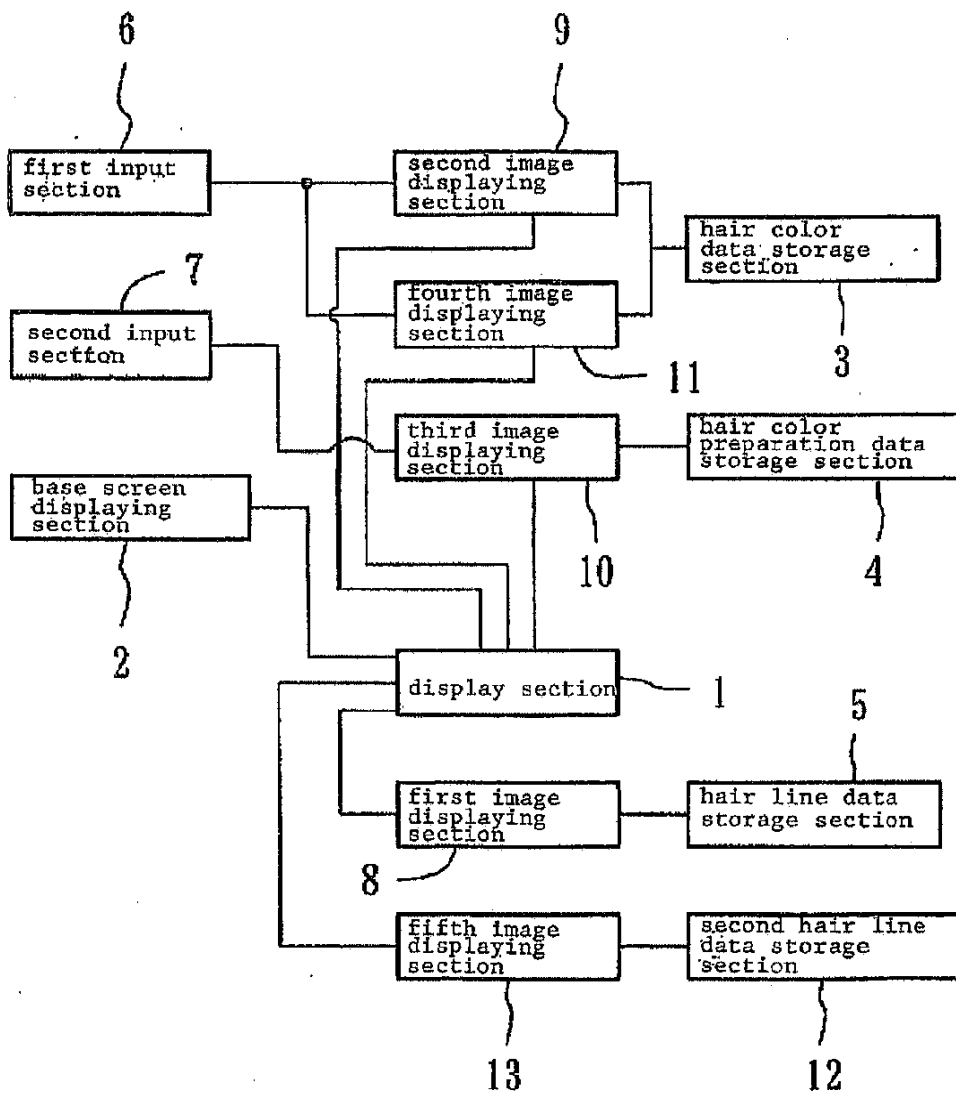 6
9
first input
section
second image
displaying
section
hair color
data storage
section
7
3
second input
section
fourth image
displaying
section
11
third image
displaying
section
hair color
preparation data
storage section
base screen
displaying
section
10
4
2
display section
1
5
first image
displaying
section
hair line data
storage section
8
fifth image
displaying
section
second hair line
data storage
section
13
12